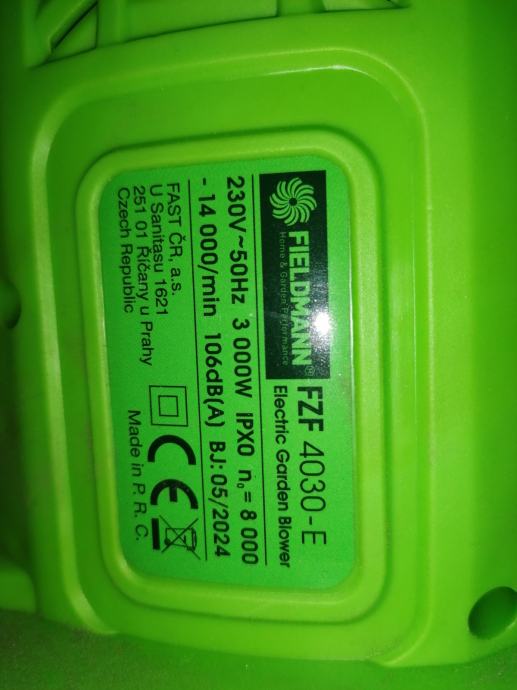 FIELDMANN® FZF 4030-E
Home & Garden Performance Electric Garden Blower
230V~50Hz 3 000W IPX0 n₀ = 8 000
- 14 000/min 106dB(A) BJ: 05/2024
FAST ČR, a.s.
U Sanitasu 1621
251 01 Říčany u Prahy
Czech Republic
CE
Made in P. R. C.